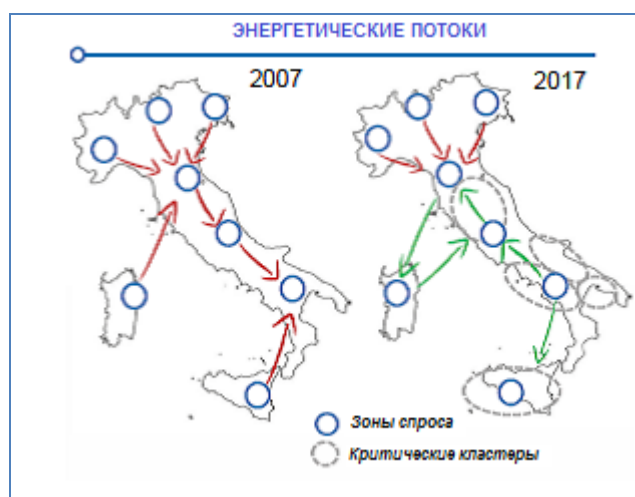 ЭНЕРГЕТИЧЕСКИЕ ПОТОКИ
2007
2017
Зоны спроса
Критические кластеры